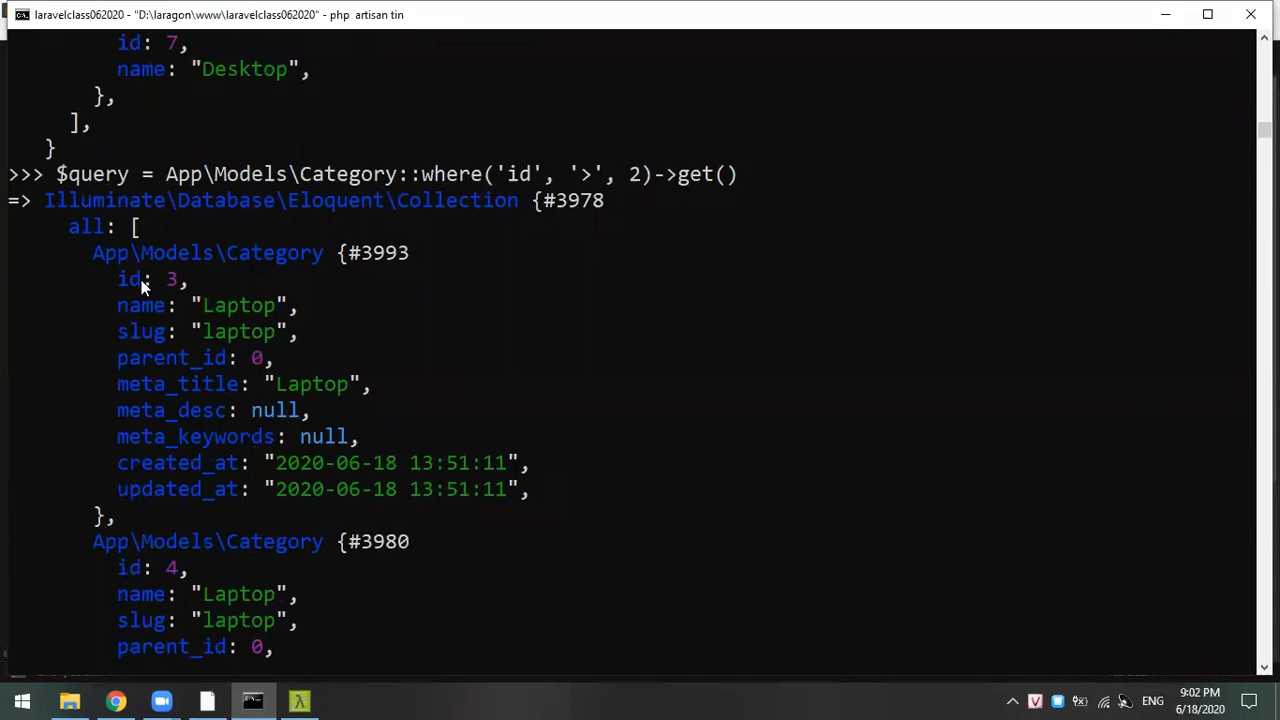 laravelclass062020 - "D:\laragon\www\laravelclass062020" - php  artisan tin
id: 7,
name: "Desktop",
},
],
}
>>> $query = App\Models\Category::where('id', '>', 2)->get()
=> Illuminate\Database\Eloquent\Collection {#3978
all: [
App\Models\Category {#3993
id: 3,
name: "Laptop",
slug: "laptop",
parent_id: 0,
meta_title: "Laptop",
meta_desc: null,
meta_keywords: null,
created_at: "2020-06-18 13:51:11",
updated_at: "2020-06-18 13:51:11",
},
App\Models\Category {#3980
id: 4,
name: "Laptop",
slug: "laptop",
parent_id: 0,
ENG
9:02 PM
6/18/2020